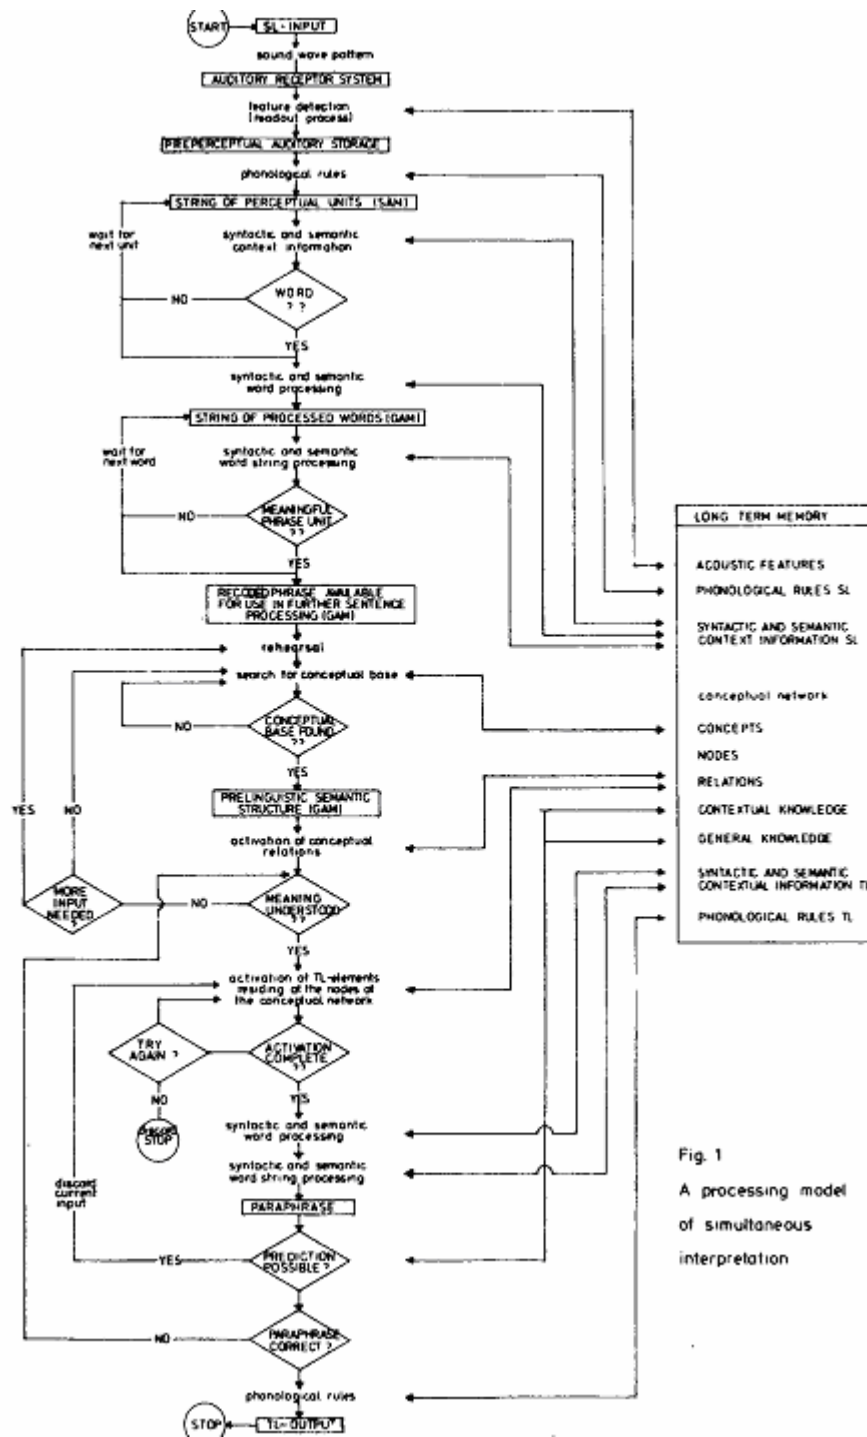 START
SL - INPUT
sound wave pattern
AUDITORY RECEPTOR SYSTEM
feature detection
(readout process)
PREPERCEPTUAL AUDITORY STORAGE
phonological rules
STRING OF PERCEPTUAL UNITS (SAM)
wait for
next unit
syntactic and semantic
context information
NO
WORD
? ?
YES
syntactic and semantic
word processing
STRING OF PROCESSED WORDS (GAM)
wait for
next word
syntactic and semantic
word string processing
NO
MEANINGFUL
PHRASE UNIT
??
YES
RECODED PHRASE AVAILABLE
FOR USE IN FURTHER SENTENCE
PROCESSING (GAM)
rehearsal
search for conceptual base
NO
CONCEPTUAL
BASE FOUND
??
YES
YES
NO
PRELINGUISTIC SEMANTIC
STRUCTURE (GAM)
activation of conceptual
relations
MORE
INPUT
NEEDED
?
NO
MEANING
UNDERSTOOD
??
YES
activation of TL-elements
residing at the nodes of
the conceptual network
TRY
AGAIN ?
ACTIVATION
COMPLETE
??
NO
YES
STOP
syntactic and semantic
word processing
syntactic and semantic
word string processing
discard
current
input
PARAPHRASE
YES
PREDICTION
POSSIBLE ?
NO
PARAPHRASE
CORRECT ?
phonological rules
STOP
TL-OUTPUT
LONG TERM MEMORY
ACOUSTIC FEATURES
PHONOLOGICAL RULES SL
SYNTACTIC AND SEMANTIC
CONTEXT INFORMATION SL
conceptual network
CONCEPTS
NODES
RELATIONS
CONTEXTUAL KNOWLEDGE
GENERAL KNOWLEDGE
SYNTACTIC AND SEMANTIC
CONTEXTUAL INFORMATION TL
PHONOLOGICAL RULES TL
Fig. 1
A processing model
of simultaneous
interpretation